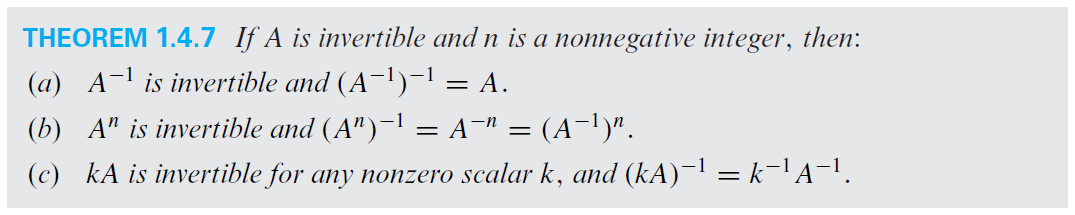 THEOREM 1.4.7 If A is invertible and n is a nonnegative integer, then:
(a) A⁻¹ is invertible and (A⁻¹)⁻¹ = A.
(b) Aⁿ is invertible and (Aⁿ)⁻¹ = A⁻ⁿ = (A⁻¹)ⁿ.
(c) kA is invertible for any nonzero scalar k, and (kA)⁻¹ = k⁻¹A⁻¹.